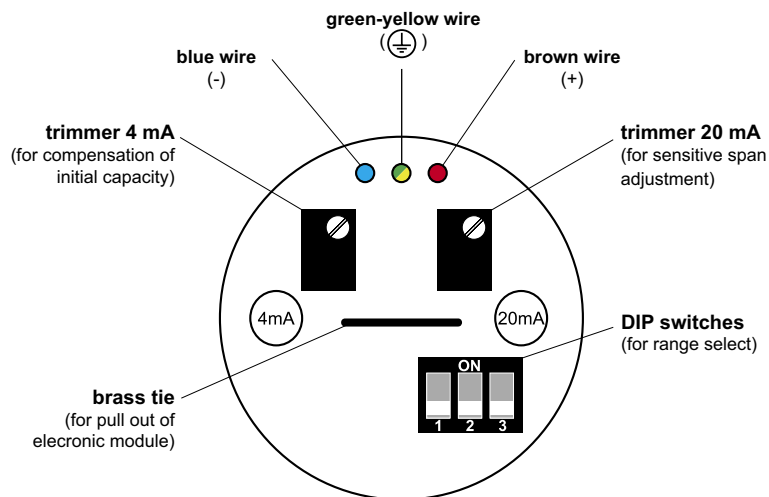 green-yellow wire
( )
blue wire
(-)
brown wire
(+)
trimmer 4 mA
(for compensation of
initial capacity)
trimmer 20 mA
(for sensitive span
adjustment)
4mA
20mA
DIP switches
(for range select)
ON
1 2 3
brass tie
(for pull out of
elecronic module)